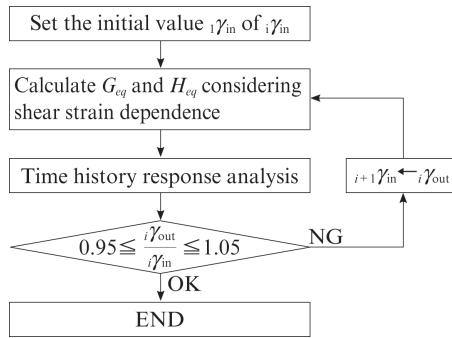 Set the initial value ₁γin of ᵢγin
Calculate Geq and Heq considering
shear strain dependence
Time history response analysis
i+1γin ← iγout
0.95≦ iγout / iγin ≦1.05
NG
OK
END